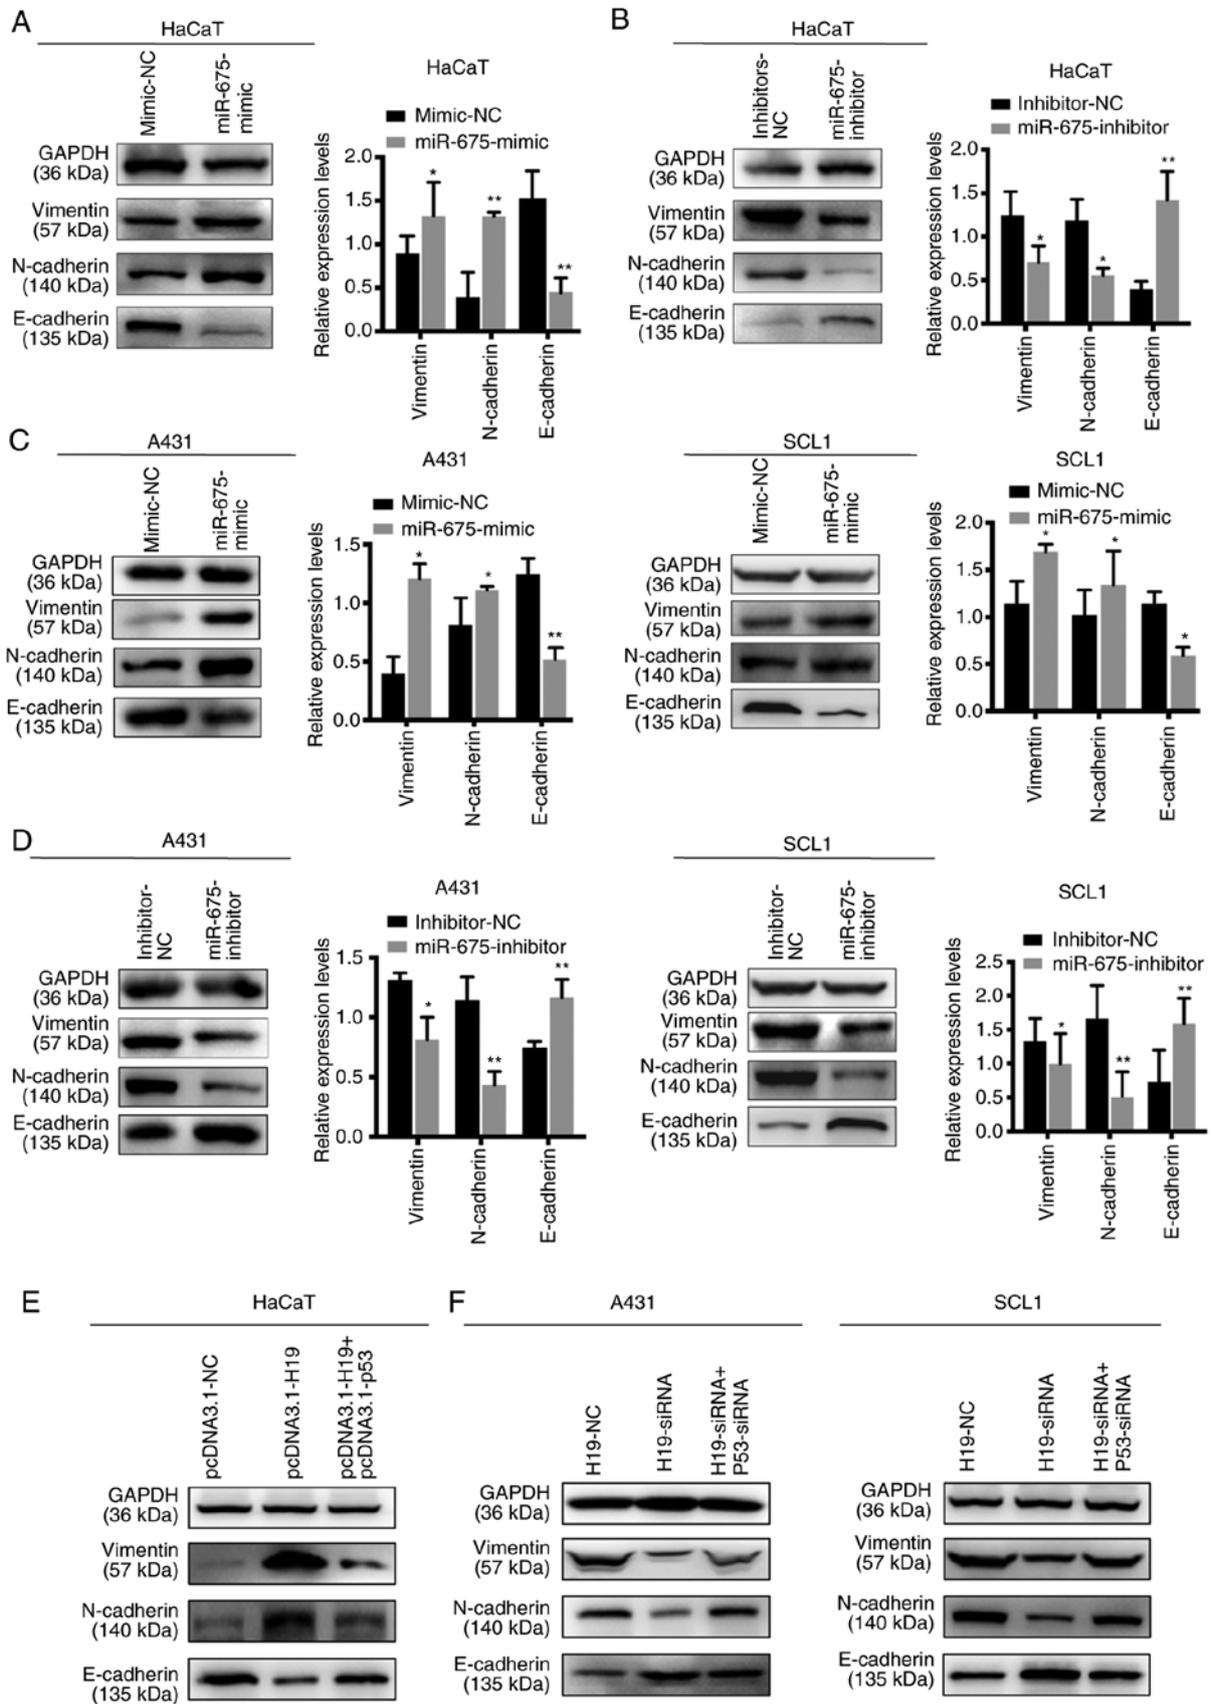 A
HaCaT
Mimic-NC
miR-675-
mimic
GAPDH
(36 kDa)
Vimentin
(57 kDa)
N-cadherin
(140 kDa)
E-cadherin
(135 kDa)
HaCaT
Mimic-NC
miR-675-mimic
Relative expression levels
2.0
1.5
1.0
0.5
0.0
*
**
**
Vimentin
N-cadherin
E-cadherin
B
HaCaT
Inhibitors-
NC
miR-675-
inhibitor
GAPDH
(36 kDa)
Vimentin
(57 kDa)
N-cadherin
(140 kDa)
E-cadherin
(135 kDa)
HaCaT
Inhibitor-NC
miR-675-inhibitor
Relative expression levels
2.0
1.5
1.0
0.5
0.0
*
*
**
Vimentin
N-cadherin
E-cadherin
C
A431
Mimic-NC
miR-675-
mimic
GAPDH
(36 kDa)
Vimentin
(57 kDa)
N-cadherin
(140 kDa)
E-cadherin
(135 kDa)
A431
Mimic-NC
miR-675-mimic
Relative expression levels
1.5
1.0
0.5
0.0
*
*
**
Vimentin
N-cadherin
E-cadherin
SCL1
Mimic-NC
miR-675-
mimic
GAPDH
(36 kDa)
Vimentin
(57 kDa)
N-cadherin
(140 kDa)
E-cadherin
(135 kDa)
SCL1
Mimic-NC
miR-675-mimic
Relative expression levels
2.0
1.5
1.0
0.5
0.0
*
*
*
Vimentin
N-cadherin
E-cadherin
D
A431
Inhibitor-
NC
miR-675-
inhibitor
GAPDH
(36 kDa)
Vimentin
(57 kDa)
N-cadherin
(140 kDa)
E-cadherin
(135 kDa)
A431
Inhibitor-NC
miR-675-inhibitor
Relative expression levels
1.5
1.0
0.5
0.0
*
**
**
Vimentin
N-cadherin
E-cadherin
SCL1
Inhibitor-
NC
miR-675-
inhibitor
GAPDH
(36 kDa)
Vimentin
(57 kDa)
N-cadherin
(140 kDa)
E-cadherin
(135 kDa)
SCL1
Inhibitor-NC
miR-675-inhibitor
Relative expression levels
2.5
2.0
1.5
1.0
0.5
0.0
*
**
**
Vimentin
N-cadherin
E-cadherin
E
HaCaT
pcDNA3.1-NC
pcDNA3.1-H19
pcDNA3.1-H19+
pcDNA3.1-p53
GAPDH
(36 kDa)
Vimentin
(57 kDa)
N-cadherin
(140 kDa)
E-cadherin
(135 kDa)
F
A431
H19-NC
H19-siRNA
H19-siRNA+
P53-siRNA
GAPDH
(36 kDa)
Vimentin
(57 kDa)
N-cadherin
(140 kDa)
E-cadherin
(135 kDa)
SCL1
H19-NC
H19-siRNA
H19-siRNA+
P53-siRNA
GAPDH
(36 kDa)
Vimentin
(57 kDa)
N-cadherin
(140 kDa)
E-cadherin
(135 kDa)